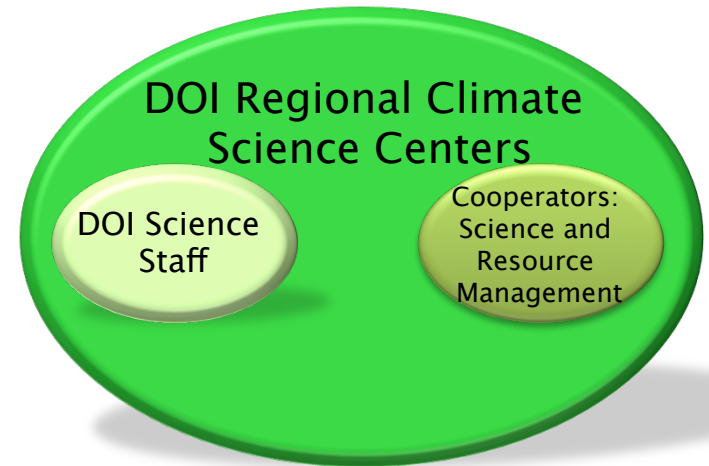 DOI Regional Climate
Science Centers
DOI Science
Staff
Cooperators:
Science and
Resource
Management